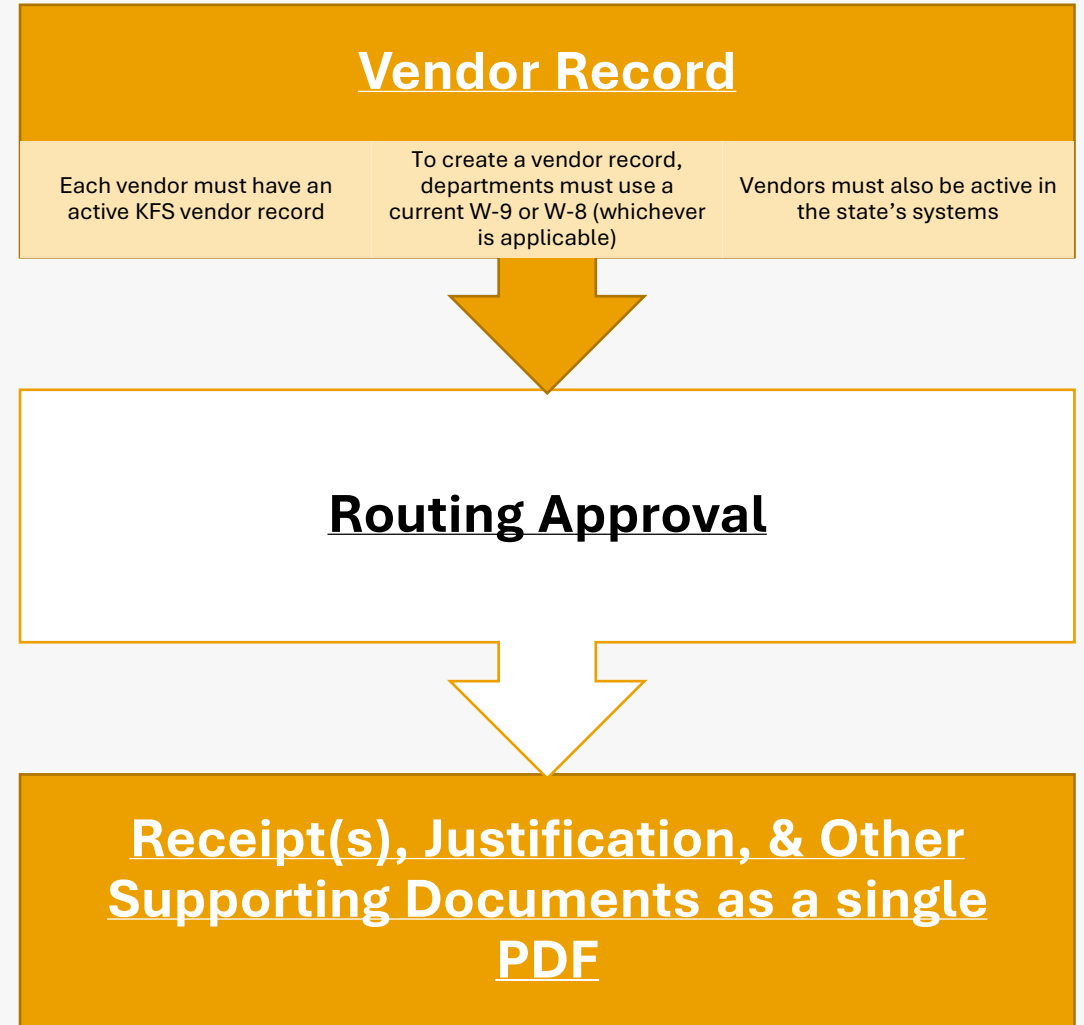 Vendor Record
Each vendor must have an
active KFS vendor record
To create a vendor record,
departments must use a
current W-9 or W-8 (whichever
is applicable)
Vendors must also be active in
the state’s systems
Routing Approval
Receipt(s), Justification, & Other
Supporting Documents as a single
PDF